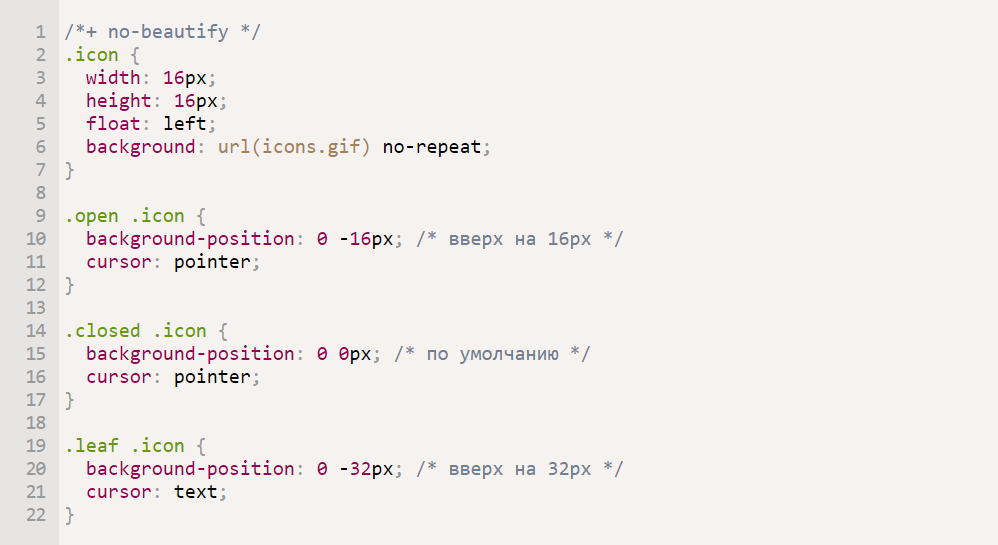 1 /*+ no-beautify */
2 .icon {
3   width: 16px;
4   height: 16px;
5   float: left;
6   background: url(icons.gif) no-repeat;
7 }
8
9 .open .icon {
10   background-position: 0 -16px; /* вверх на 16px */
11   cursor: pointer;
12 }
13
14 .closed .icon {
15   background-position: 0 0px; /* по умолчанию */
16   cursor: pointer;
17 }
18
19 .leaf .icon {
20   background-position: 0 -32px; /* вверх на 32px */
21   cursor: text;
22 }